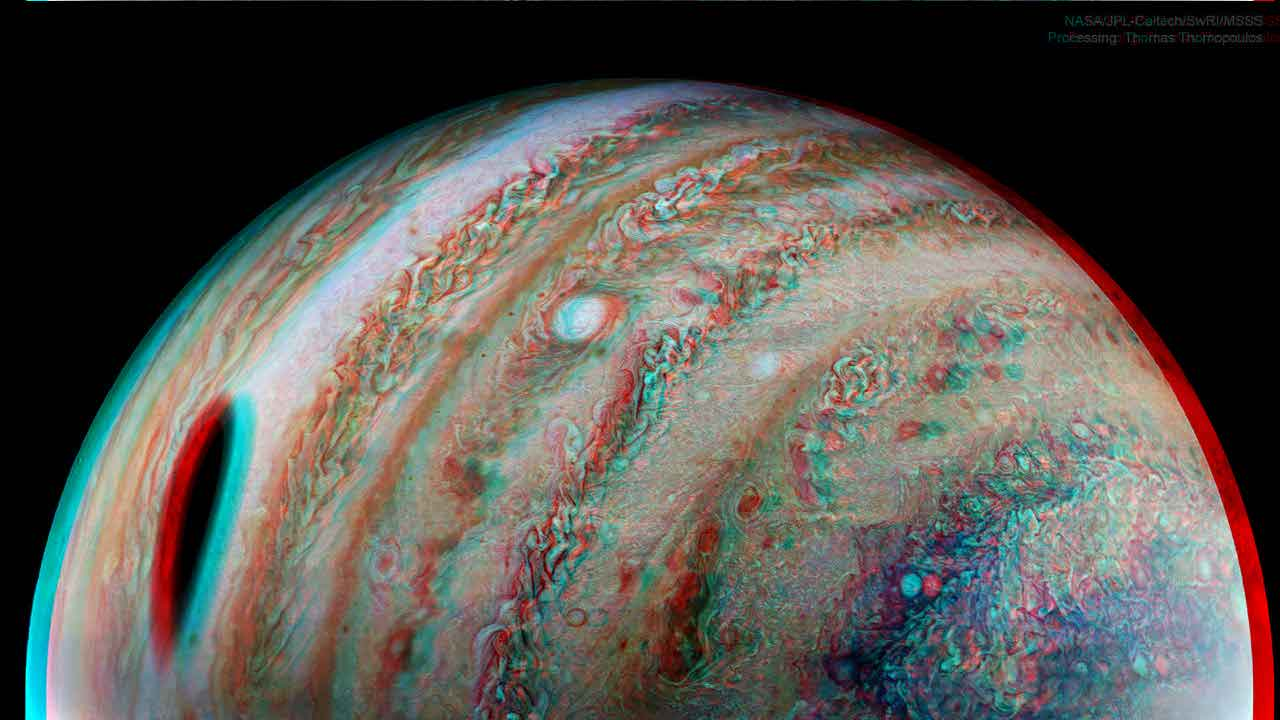 NASA/JPL-Caltech/SwRI/MSSS
Processing: Thomas Thomopoulos